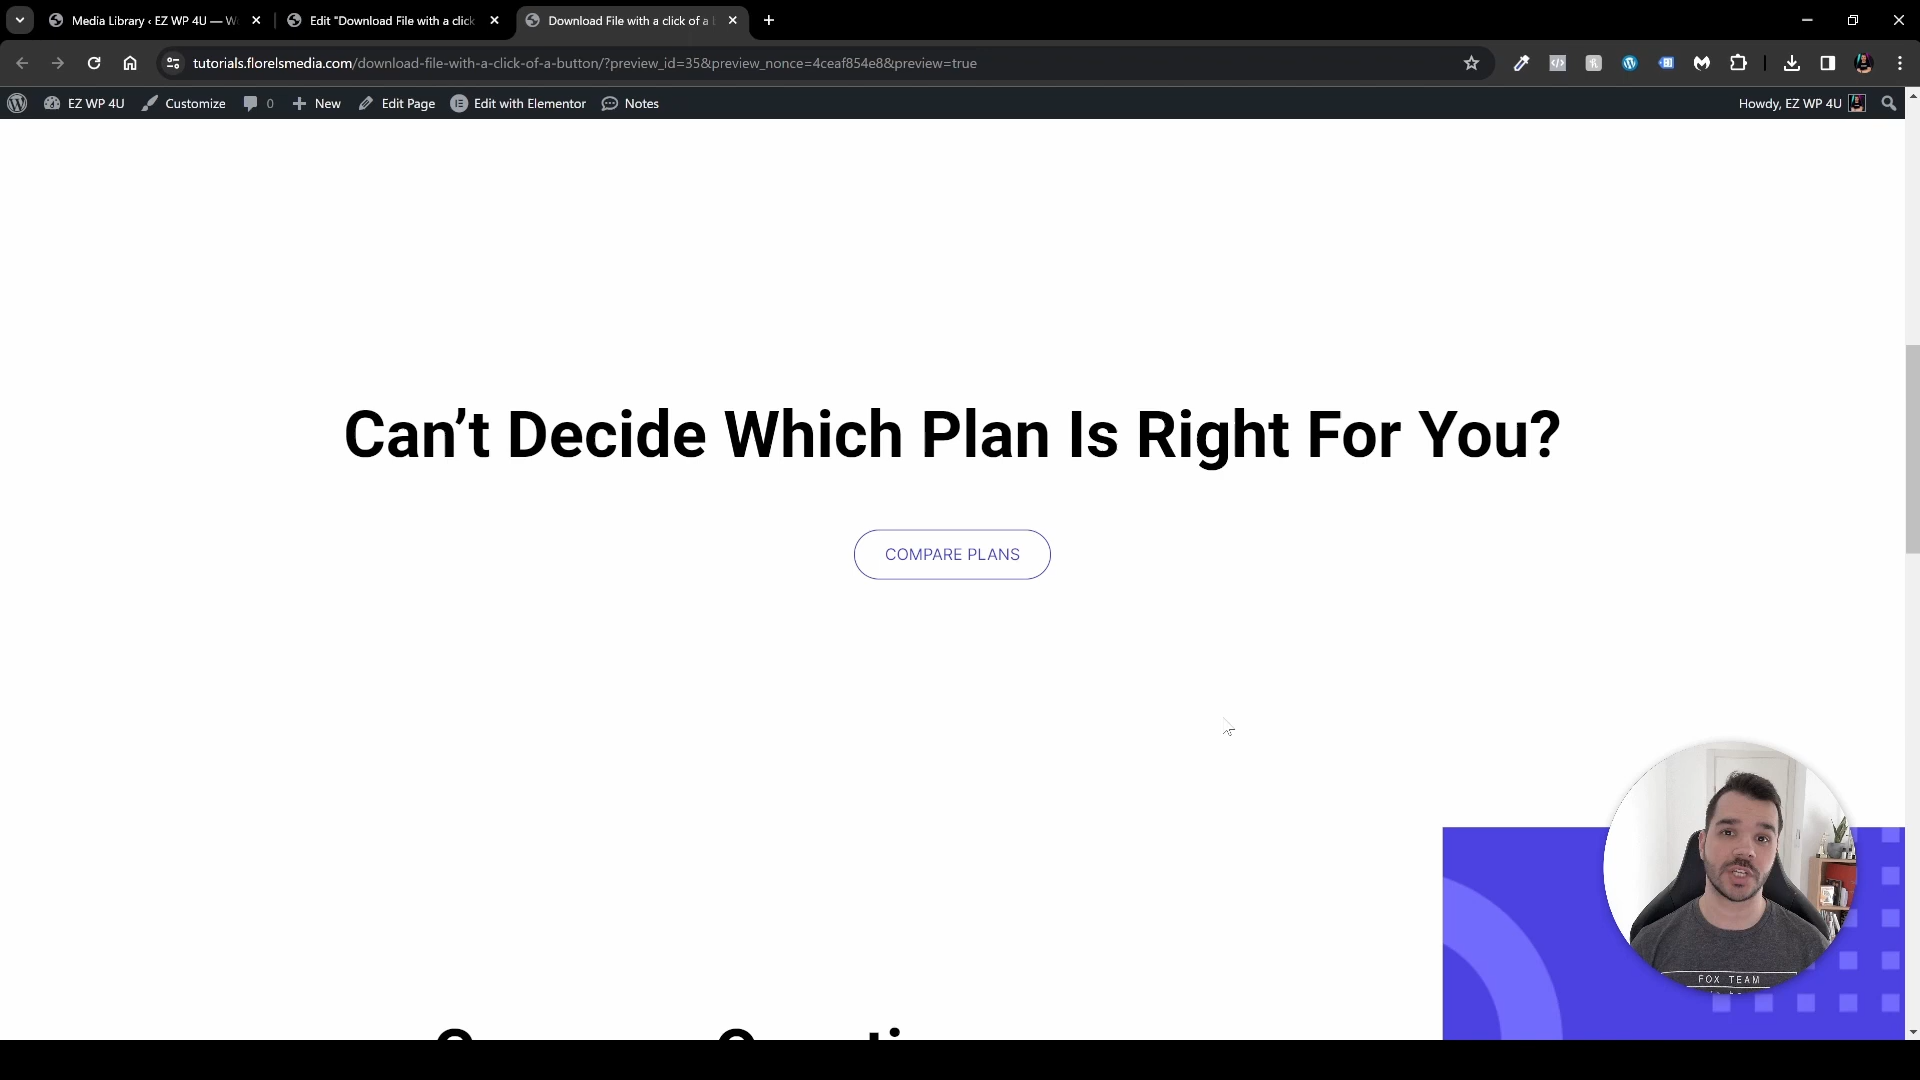 Media Library ‹ EZ WP 4U — W
Edit "Download File with a click
Download File with a click of a
tutorials.florelsmedia.com/download-file-with-a-click-of-a-button/?preview_id=35&preview_nonce=4ceaf854e8&preview=true
EZ WP 4U
Customize
0
New
Edit Page
Edit with Elementor
Notes
Howdy, EZ WP 4U
Can’t Decide Which Plan Is Right For You?
COMPARE PLANS
FOX TEAM